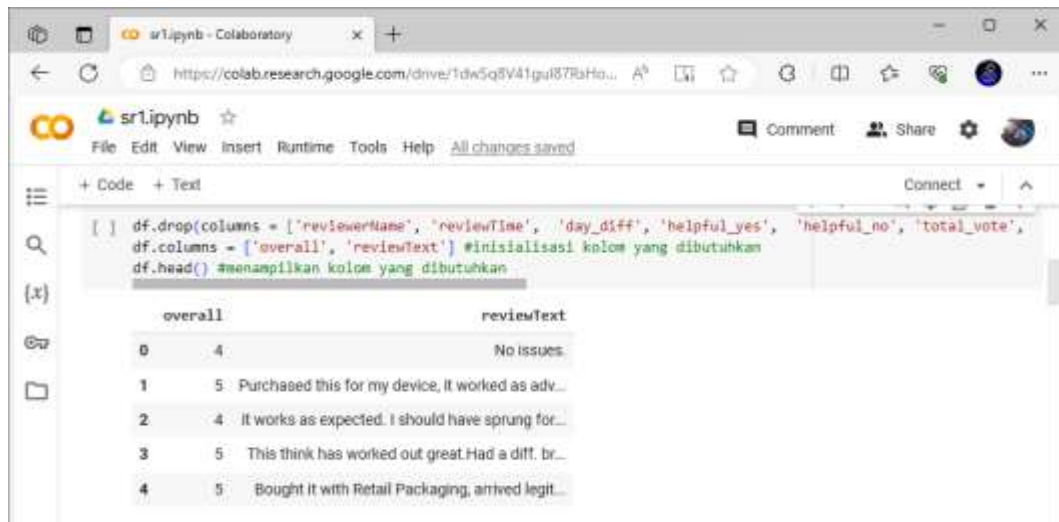 sr1.ipynb - Colaboratory
https://colab.research.google.com/drive/
sr1.ipynb
Comment
Share
File Edit View Insert Runtime Tools Help All changes saved
+ Code + Text
Connect
[ ] df.drop(columns = ['reviewerName', 'reviewTime', 'day_diff', 'helpful_yes', 'helpful_no', 'total_vote',
df.columns = ['overall', 'reviewText'] #inisialisasi kolom yang dibutuhkan
df.head() #menampilkan kolom yang dibutuhkan
{x}
overall reviewText
0 4 No issues.
1 5 Purchased this for my device, it worked as adv...
2 4 it works as expected. I should have sprung for...
3 5 This think has worked out great.Had a diff. br...
4 5 Bought it with Retail Packaging, arrived legit...